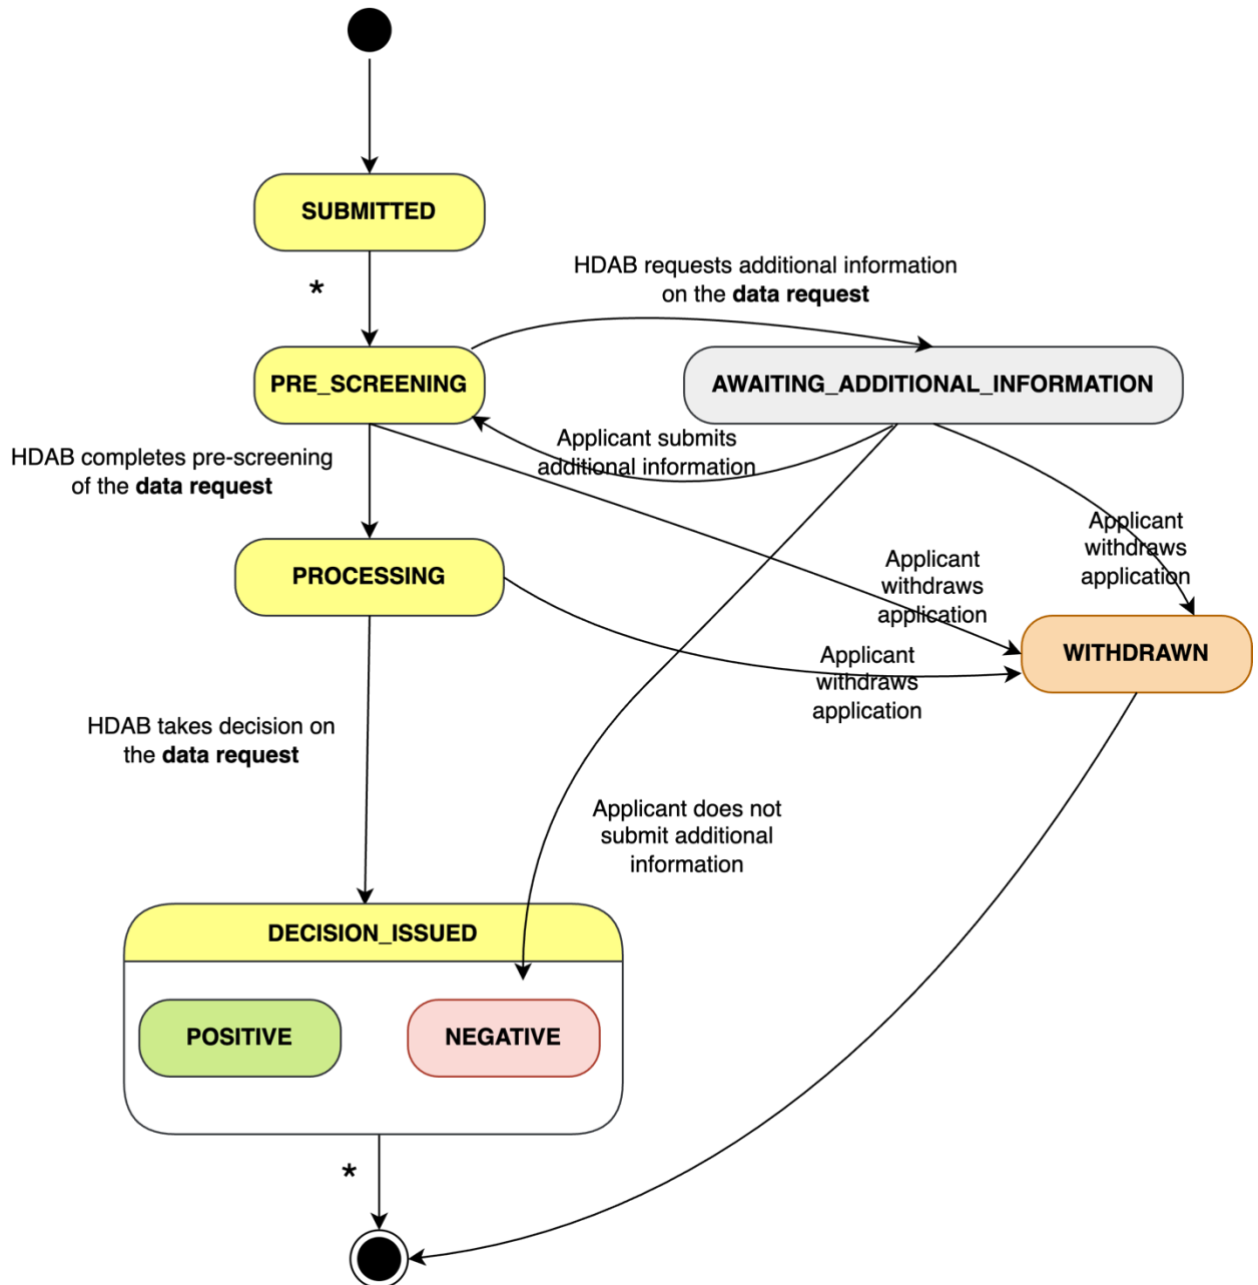 SUBMITTED
*
HDAB requests additional information
on the data request
PRE_SCREENING
AWAITING_ADDITIONAL_INFORMATION
Applicant submits
additional information
HDAB completes pre-screening
of the data request
Applicant
withdraws
application
Applicant
withdraws
application
PROCESSING
WITHDRAWN
Applicant
withdraws
application
HDAB takes decision on
the data request
Applicant does not
submit additional
information
DECISION_ISSUED
POSITIVE
NEGATIVE
*